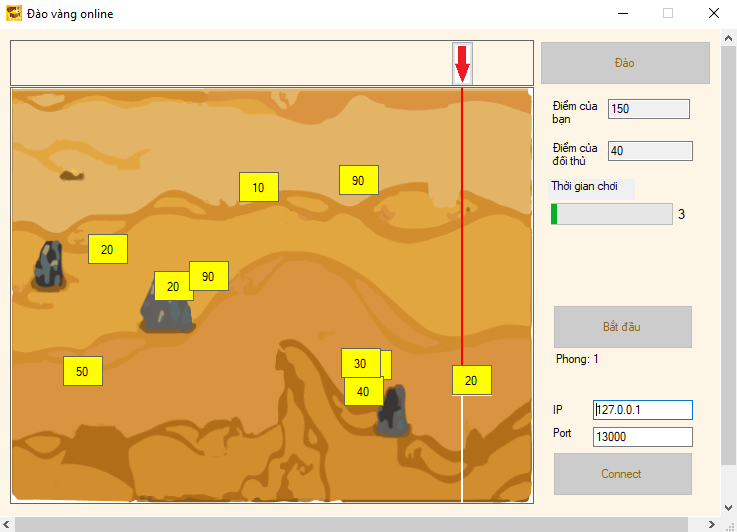 Đào vàng online
Đào
Điểm của
bạn
150
Điểm của
đối thủ
40
Thời gian chơi
3
10
90
20
20
90
50
30
40
20
Bắt đầu
Phong: 1
IP
127.0.0.1
Port
13000
Connect